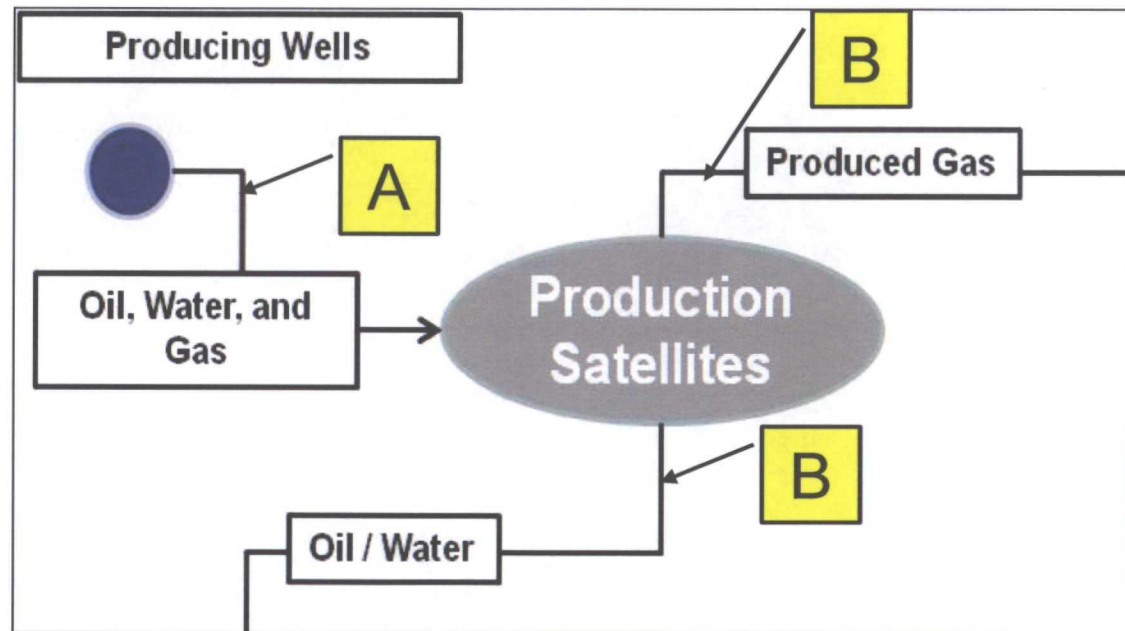 Producing Wells
B
A
Produced Gas
Oil, Water, and
Gas
Production
Satellites
B
Oil / Water